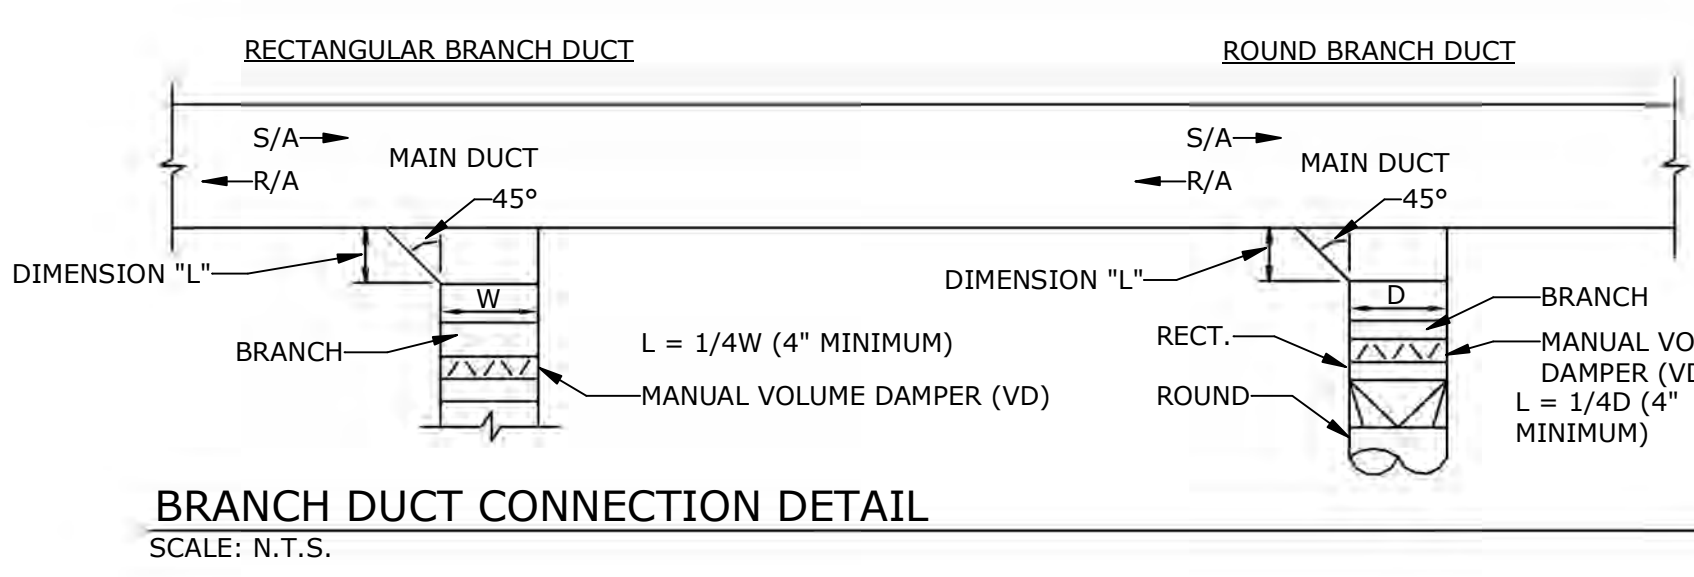 RECTANGULAR BRANCH DUCT
ROUND BRANCH DUCT
S/A
MAIN DUCT
R/A
45°
S/A
MAIN DUCT
R/A
45°
DIMENSION "L"
W
BRANCH
L = 1/4W (4" MINIMUM)
MANUAL VOLUME DAMPER (VD)
DIMENSION "L"
D
BRANCH
RECT.
MANUAL VO
DAMPER (VD
ROUND
L = 1/4D (4"
MINIMUM)
BRANCH DUCT CONNECTION DETAIL
SCALE: N.T.S.